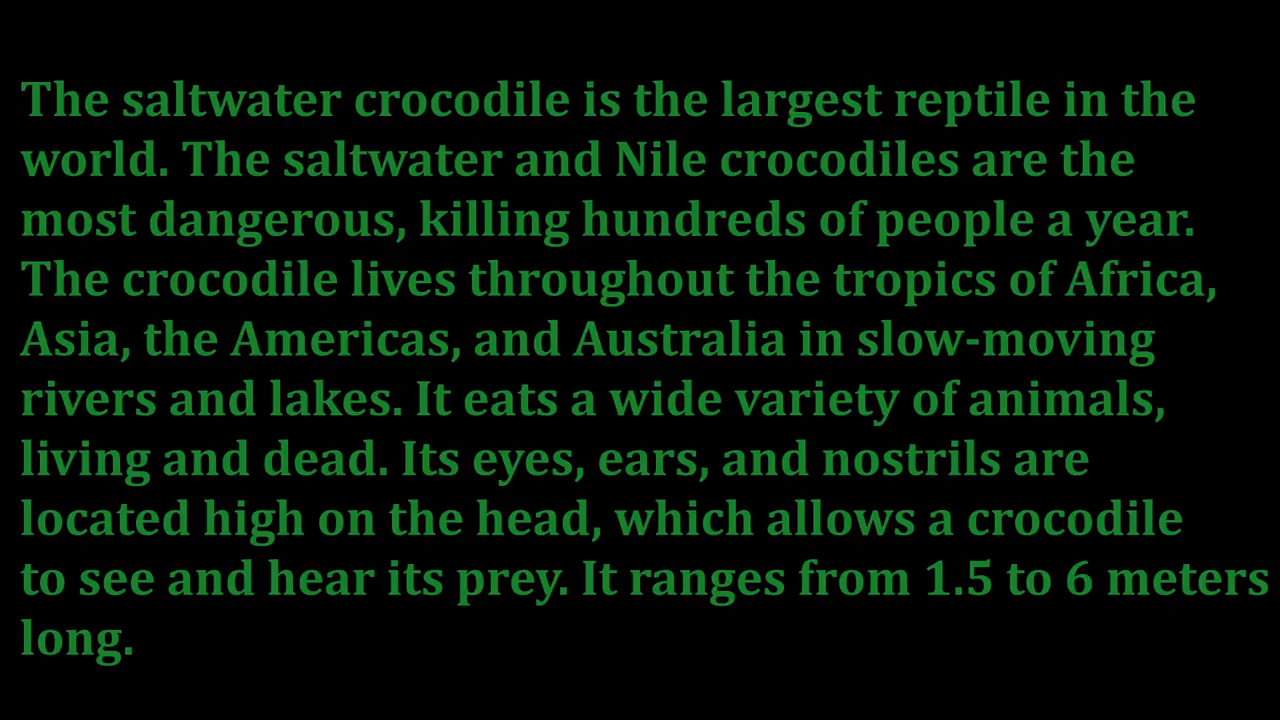 The saltwater crocodile is the largest reptile in the
world. The saltwater and Nile crocodiles are the
most dangerous, killing hundreds of people a year.
The crocodile lives throughout the tropics of Africa,
Asia, the Americas, and Australia in slow-moving
rivers and lakes. It eats a wide variety of animals,
living and dead. Its eyes, ears, and nostrils are
located high on the head, which allows a crocodile
to see and hear its prey. It ranges from 1.5 to 6 meters
long.